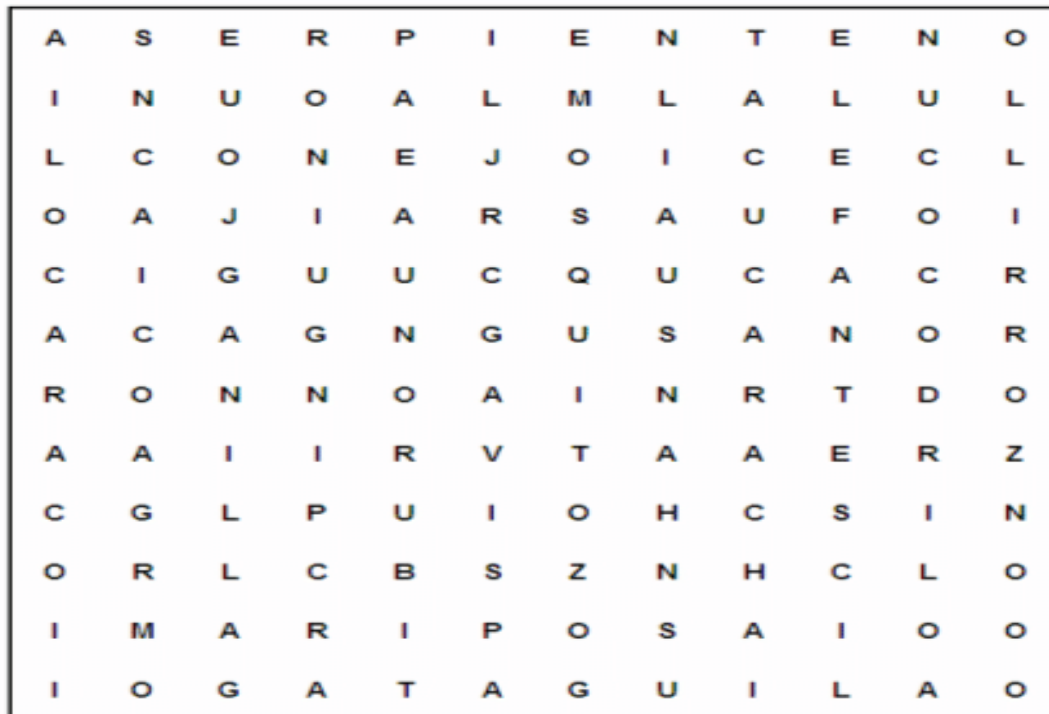 A S E R P I E N T E N O
I N U O A L M L A L U L
L C O N E J O I C E C L
O A J I A R S A U F O I
C I G U U C Q U C A C R
A C A G N G U S A N O R
R O N N O A I N R T D O
A A I I R V T A A E R Z
C G L P U I O H C S I N
O R L C B S Z N H C L O
I M A R I P O S A I O O
I O G A T A G U I L A O